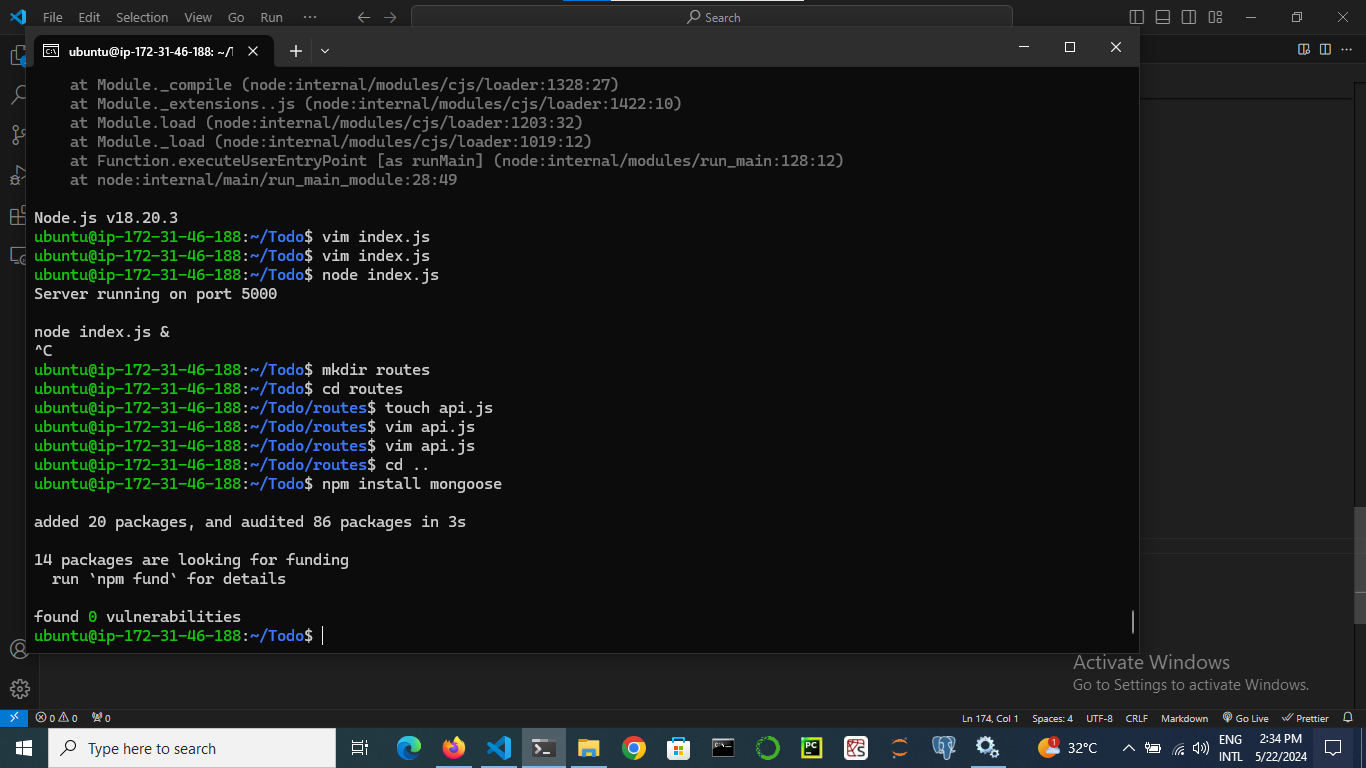 File Edit Selection View Go Run ··· Search
ubuntu@ip-172-31-46-188: ~/T
at Module._compile (node:internal/modules/cjs/loader:1328:27)
at Module._extensions..js (node:internal/modules/cjs/loader:1422:10)
at Module.load (node:internal/modules/cjs/loader:1203:32)
at Module._load (node:internal/modules/cjs/loader:1019:12)
at Function.executeUserEntryPoint [as runMain] (node:internal/modules/run_main:128:12)
at node:internal/main/run_main_module:28:49
Node.js v18.20.3
ubuntu@ip-172-31-46-188:~/Todo$ vim index.js
ubuntu@ip-172-31-46-188:~/Todo$ vim index.js
ubuntu@ip-172-31-46-188:~/Todo$ node index.js
Server running on port 5000
node index.js &
^C
ubuntu@ip-172-31-46-188:~/Todo$ mkdir routes
ubuntu@ip-172-31-46-188:~/Todo$ cd routes
ubuntu@ip-172-31-46-188:~/Todo/routes$ touch api.js
ubuntu@ip-172-31-46-188:~/Todo/routes$ vim api.js
ubuntu@ip-172-31-46-188:~/Todo/routes$ vim api.js
ubuntu@ip-172-31-46-188:~/Todo/routes$ cd ..
ubuntu@ip-172-31-46-188:~/Todo$ npm install mongoose
added 20 packages, and audited 86 packages in 3s
14 packages are looking for funding
run `npm fund` for details
found 0 vulnerabilities
ubuntu@ip-172-31-46-188:~/Todo$
Activate Windows
Go to Settings to activate Windows.
0 0 0 Ln 174, Col 1 Spaces: 4 UTF-8 CRLF Markdown Go Live Prettier
Type here to search
PC
1 32°C
ENG
INTL
2:34 PM
5/22/2024